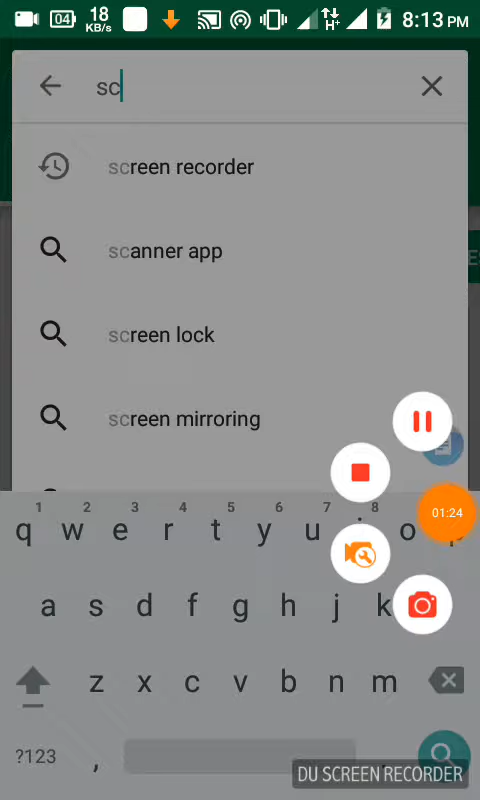 04 18 KB/s H+ 8:13 PM
sc
screen recorder
scanner app
screen lock
screen mirroring
1 2 3 4 5 6 7 8
q w e r t y u o
01:24
a s d f g h j k
z x c v b n m
?123 ,
DU SCREEN RECORDER